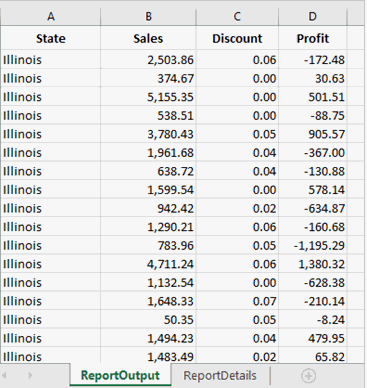 A B C D
State Sales Discount Profit
Illinois 2,503.86 0.06 -172.48
Illinois 374.67 0.00 30.63
Illinois 5,155.35 0.00 501.51
Illinois 538.51 0.00 -88.75
Illinois 3,780.43 0.05 905.57
Illinois 1,961.68 0.04 -367.00
Illinois 638.72 0.04 -130.88
Illinois 1,599.54 0.00 578.14
Illinois 942.42 0.02 -634.87
Illinois 1,290.21 0.06 -160.68
Illinois 783.96 0.05 -1,195.29
Illinois 4,711.24 0.06 1,380.32
Illinois 1,132.54 0.00 -628.38
Illinois 1,648.33 0.07 -210.14
Illinois 50.35 0.05 -8.24
Illinois 1,494.23 0.04 479.95
Illinois 1,483.49 0.02 65.82
ReportOutput ReportDetails